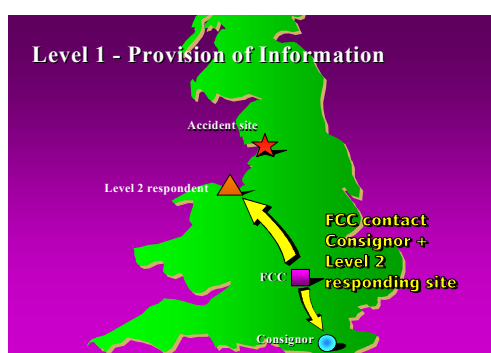 Level 1 - Provision of Information
Accident site
Level 2 respondent
FCC contact
Consignor +
Level 2
responding site
FCC
Consignor